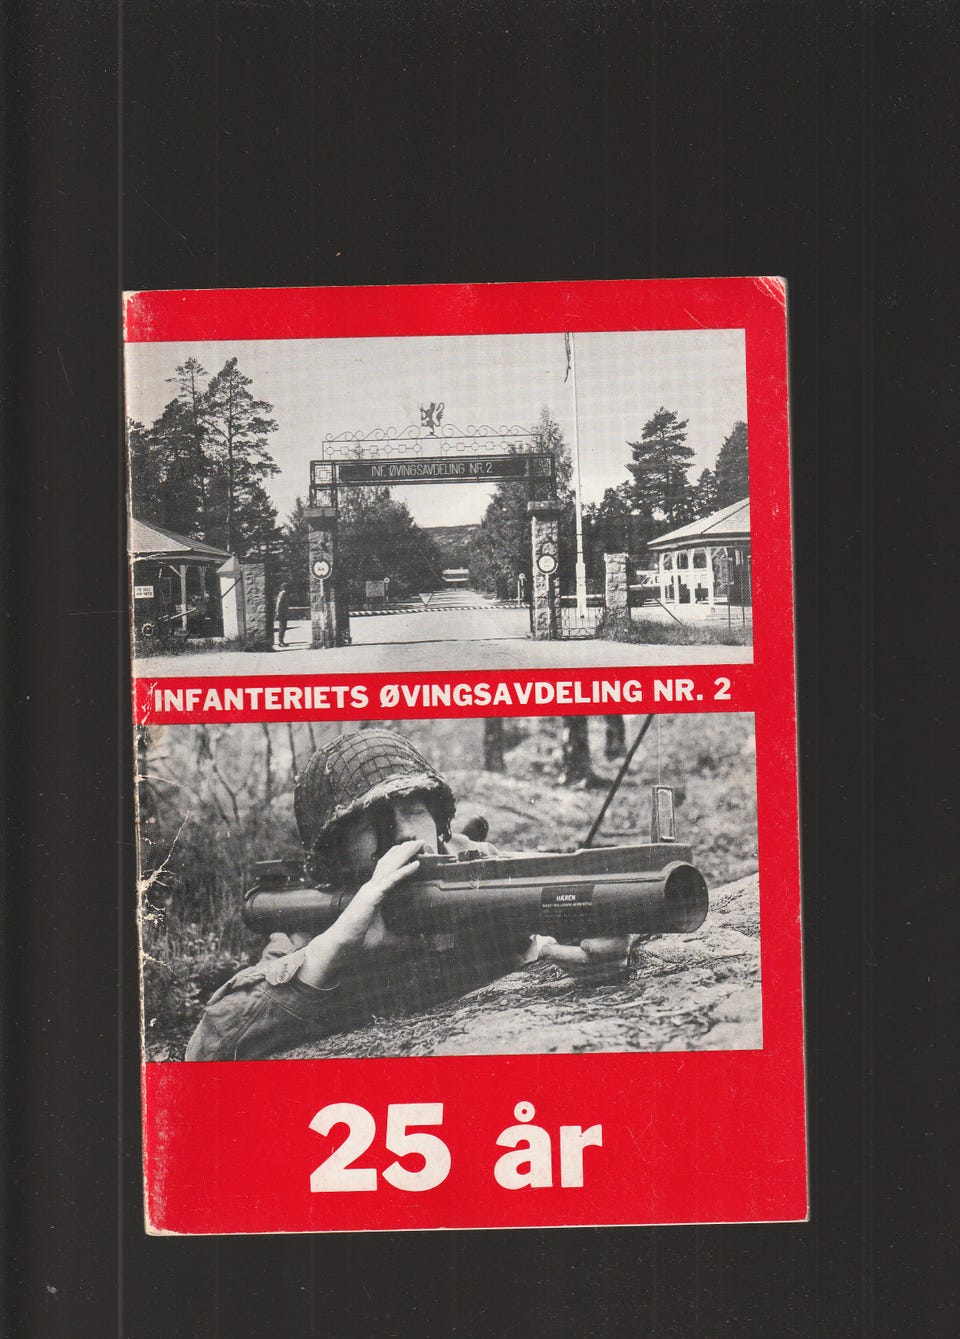 INF. ØVINGSAVDELING NR. 2
INFANTERIETS ØVINGSAVDELING NR. 2
HÆREN
25 år